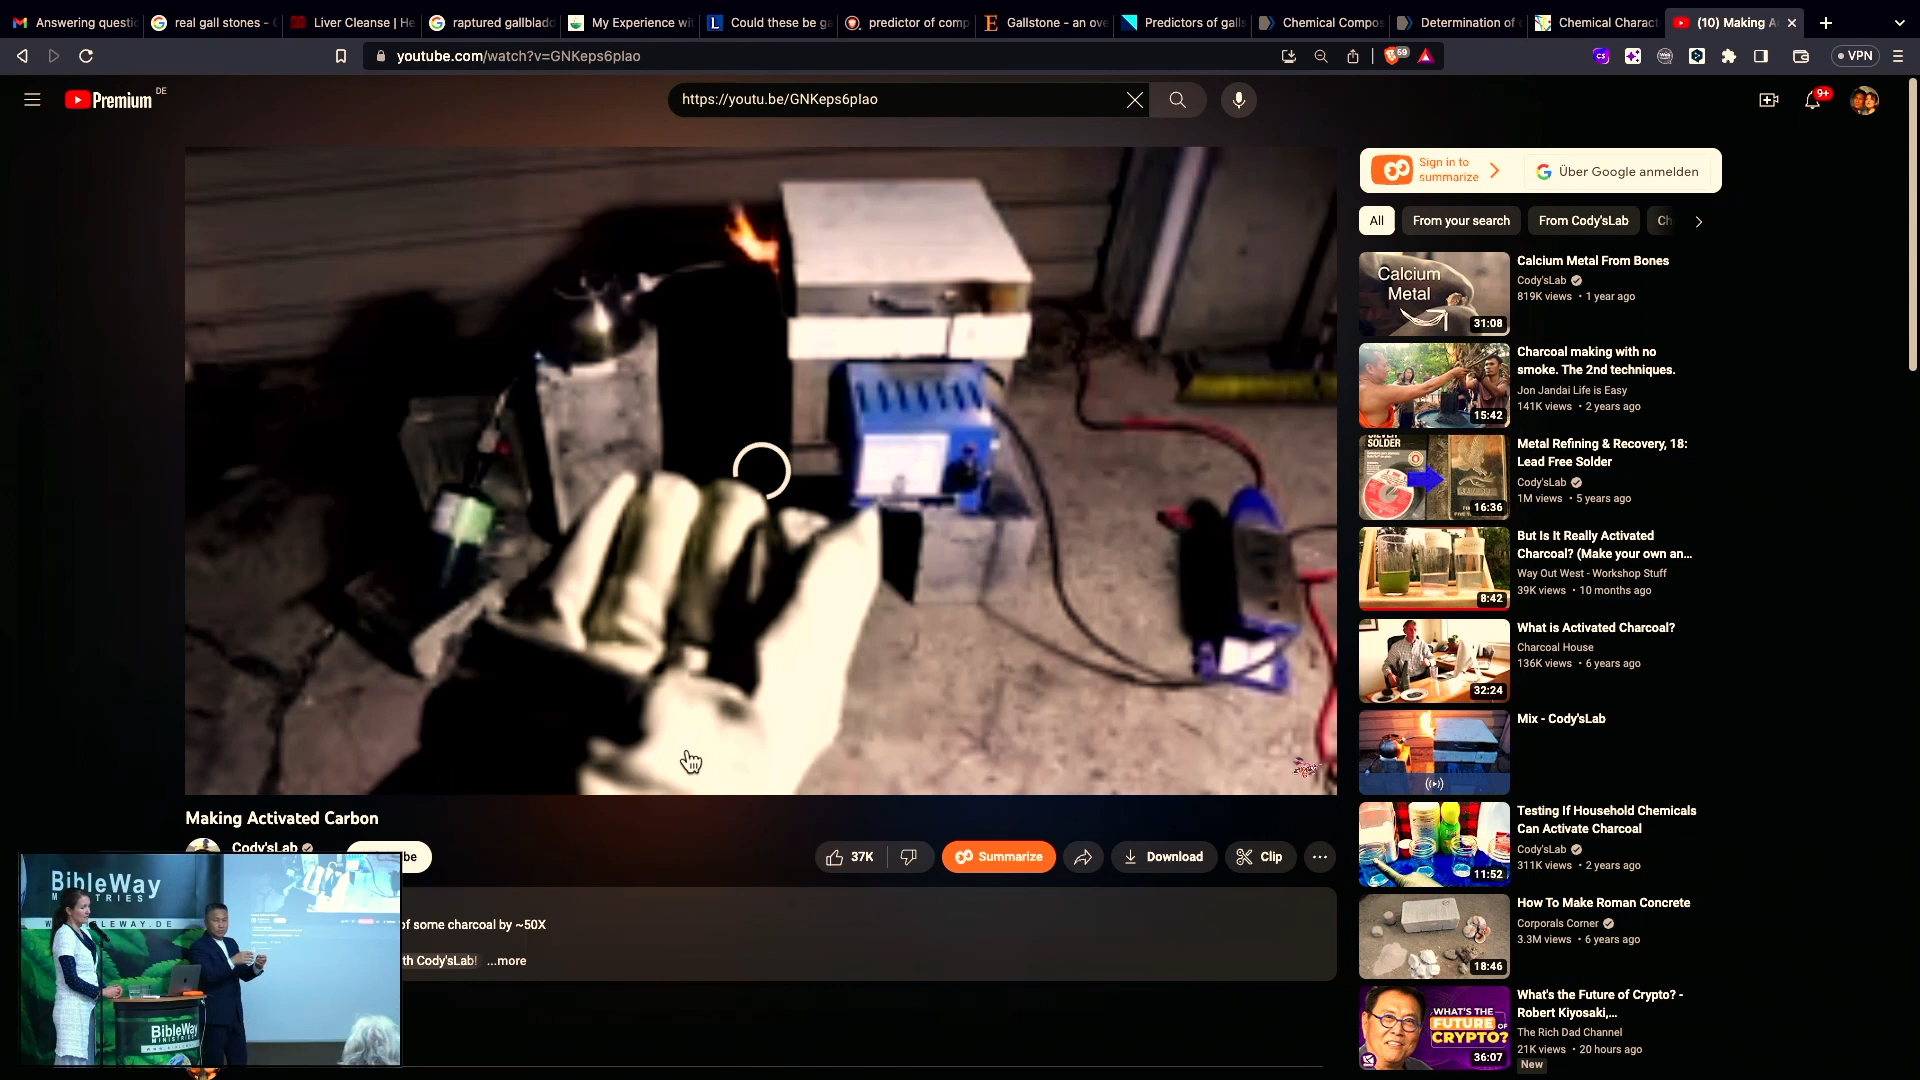 Answering questi
real gall stones -
Liver Cleanse | He
raptured gallbladd
My Experience wit
Could these be ga
predictor of comp
Gallstone - an ove
Predictors of galls
Chemical Compos
Determination of
Chemical Charact
(10) Making A
youtube.com/watch?v=GNKeps6plao
59
VPN
Premium DE
https://youtu.be/GNKeps6plao
9+
Sign in to
summarize
Über Google anmelden
All
From your search
From Cody'sLab
Ch
Calcium
Metal
31:08
Calcium Metal From Bones
Cody'sLab
819K views • 1 year ago
15:42
Charcoal making with no
smoke. The 2nd techniques.
Jon Jandai Life is Easy
141K views • 2 years ago
SILVER
SOLDER
16:36
Metal Refining & Recovery, 18:
Lead Free Solder
Cody'sLab
1M views • 5 years ago
8:42
But Is It Really Activated
Charcoal? (Make your own an...
Way Out West - Workshop Stuff
39K views • 10 months ago
32:24
What is Activated Charcoal?
Charcoal House
136K views • 6 years ago
Mix - Cody'sLab
11:52
Testing If Household Chemicals
Can Activate Charcoal
Cody'sLab
311K views • 2 years ago
18:46
How To Make Roman Concrete
Corporals Corner
3.3M views • 6 years ago
WHAT'S THE
FUTURE OF
CRYPTO?
36:07
What's the Future of Crypto? -
Robert Kiyosaki,...
The Rich Dad Channel
21K views • 20 hours ago
New
Making Activated Carbon
Cody'sLab
be
37K
Summarize
Download
Clip
of some charcoal by ~50X
th Cody'sLab!
...more
BibleWay
MINISTRIES
WWW.BIBLEWAY.DE
BibleWay
MINISTRIES